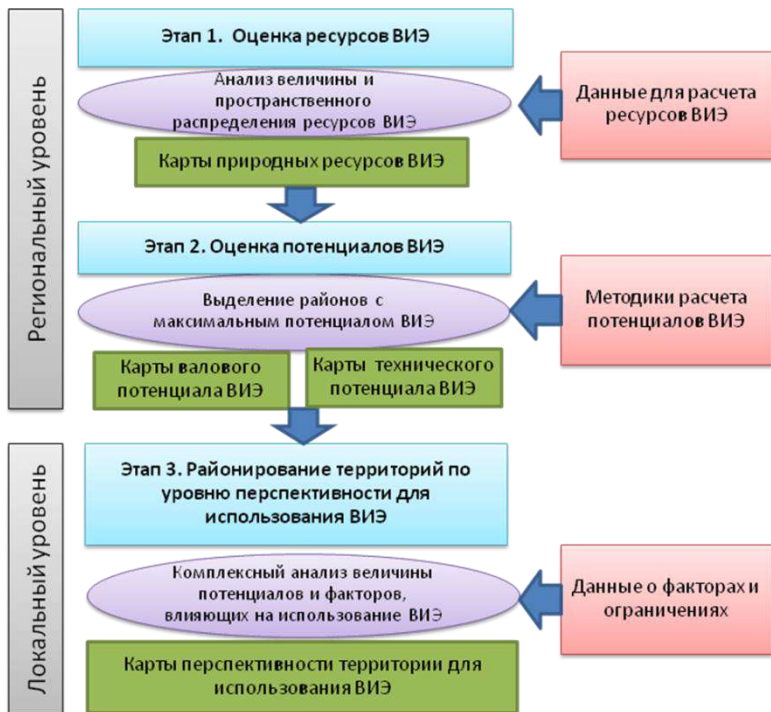 Региональный уровень
Этап 1. Оценка ресурсов ВИЭ
Анализ величины и
пространственного
распределения ресурсов ВИЭ
Данные для расчета
ресурсов ВИЭ
Карты природных ресурсов ВИЭ
Этап 2. Оценка потенциалов ВИЭ
Выделение районов с
максимальным потенциалом ВИЭ
Методики расчета
потенциалов ВИЭ
Карты валового
потенциала ВИЭ
Карты технического
потенциала ВИЭ
Локальный уровень
Этап 3. Районирование территорий по
уровню перспективности для
использования ВИЭ
Комплексный анализ величины
потенциалов и факторов,
влияющих на использование ВИЭ
Данные о факторах и
ограничениях
Карты перспективности территории для
использования ВИЭ